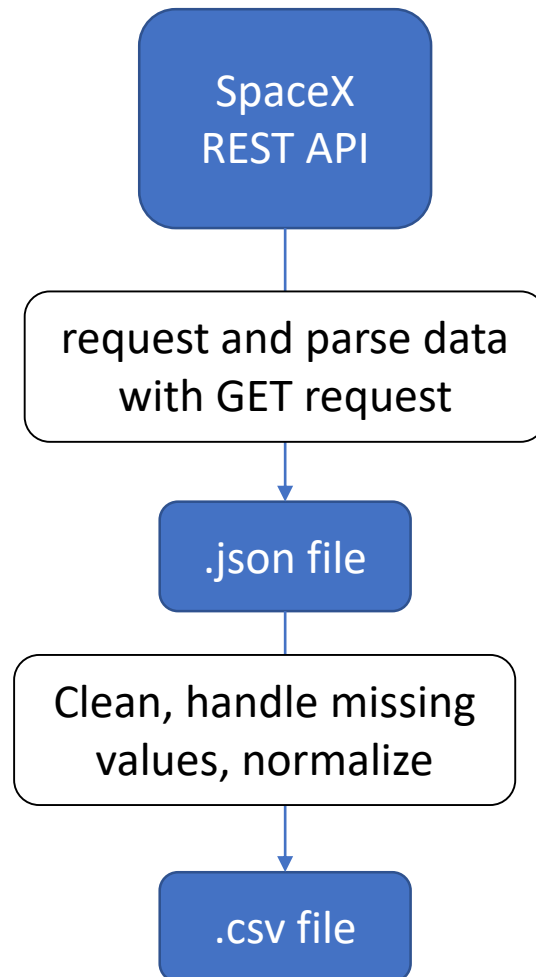 SpaceX
REST API
request and parse data
with GET request
.json file
Clean, handle missing
values, normalize
.csv file